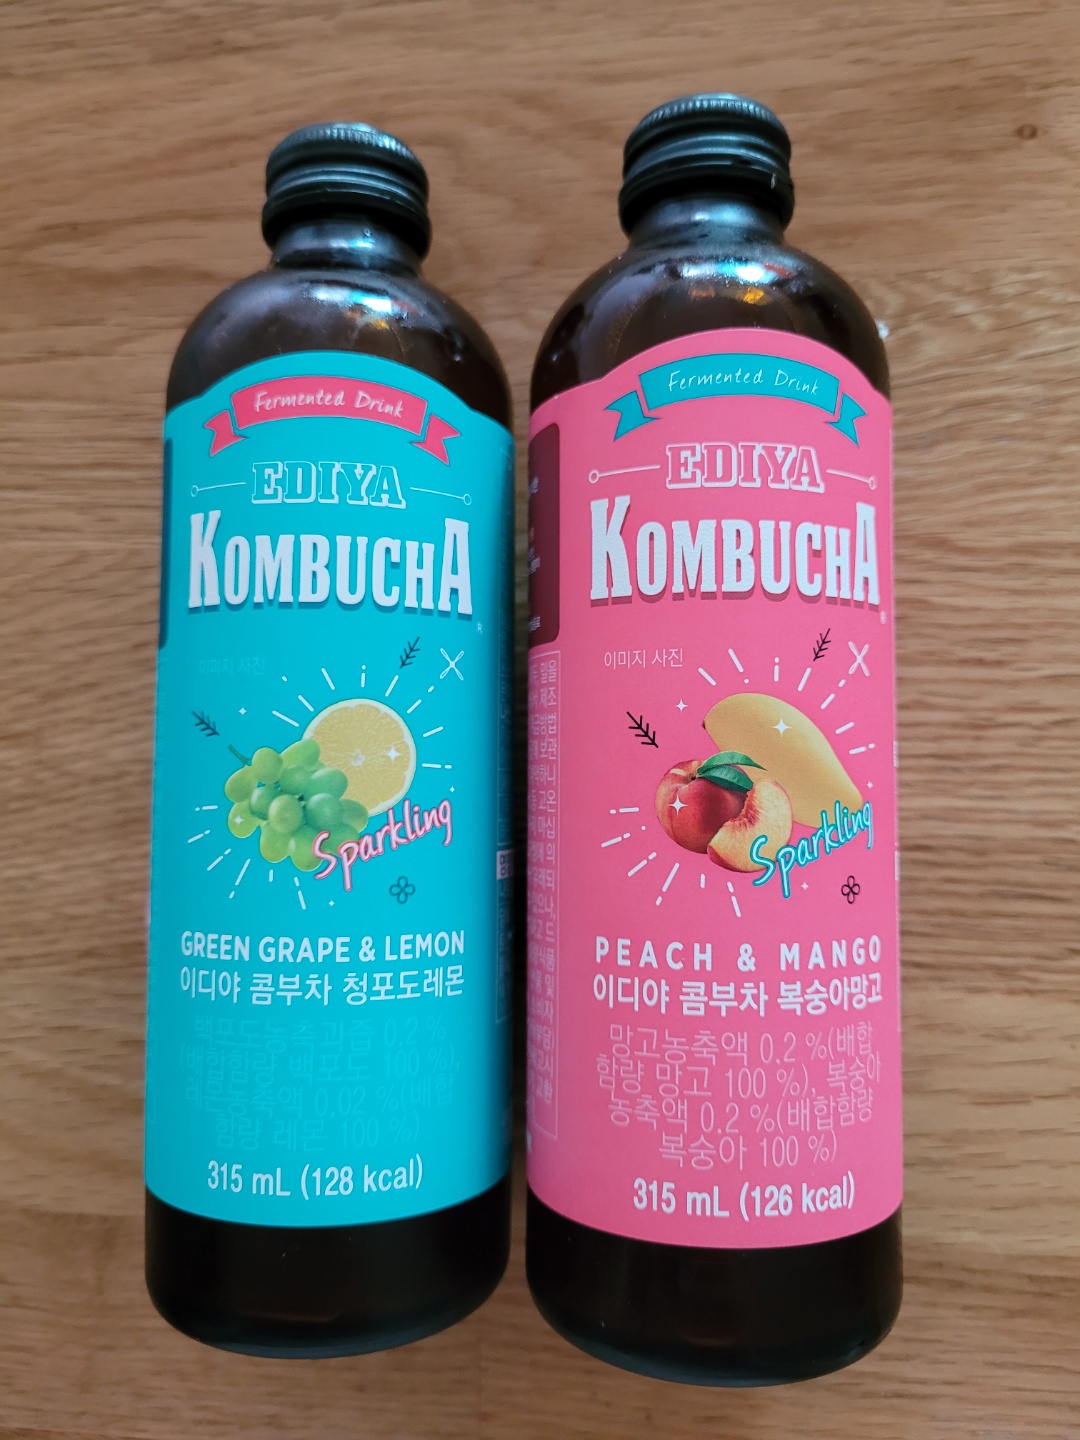 Fermented Drink
EDIYA
KOMBUCHA
이미지 사진
Sparkling
GREEN GRAPE & LEMON
이디야 콤부차 청포도레몬
백포도농축과즙 0.2 %
(배합함량 백포도 100 %),
레몬농축액 0.02 %(배합
함량 레몬 100 %)
315 mL (128 kcal)
Fermented Drink
EDIYA
KOMBUCHA
이미지 사진
Sparkling
PEACH & MANGO
이디야 콤부차 복숭아망고
망고농축액 0.2 %(배합
함량 망고 100 %), 복숭아
농축액 0.2 %(배합함량
복숭아 100 %)
315 mL (126 kcal)